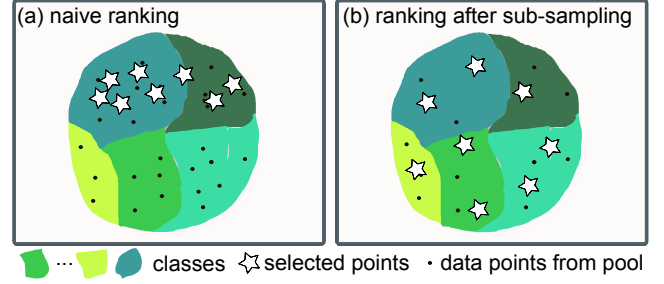 (a) naive ranking
(b) ranking after sub-sampling
... classes selected points data points from pool